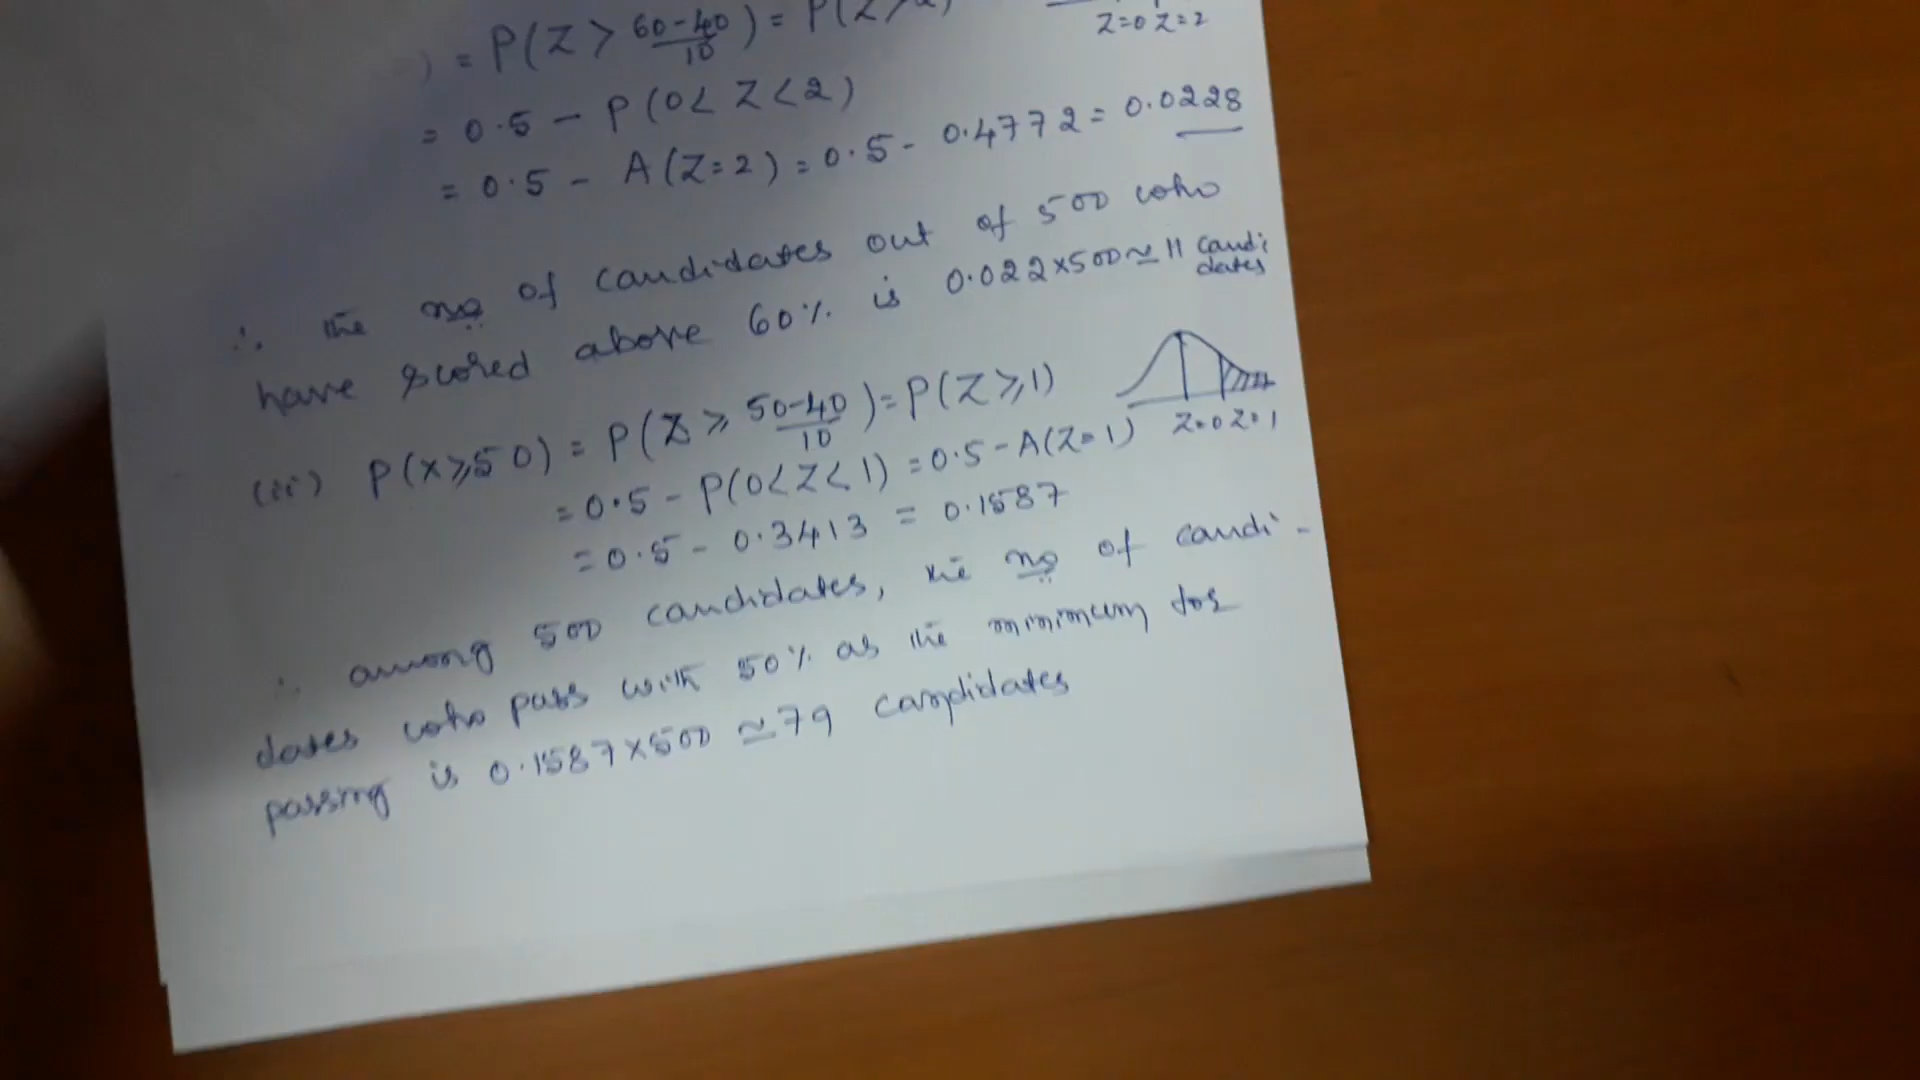 ) = P(Z > 60-40/10) = P(Z>2)
Z=0 Z=2
= 0.5 - P(0< Z<2)
= 0.5 - A(Z=2) = 0.5 - 0.4772 = 0.0228
∴ the no of candidates out of 500 who
have scored above 60% is 0.022×500≃11 candi
dates
(ii) P(X≥50) = P(Z ≥ 50-40/10) = P(Z≥1)
= 0.5 - P(0<Z<1) = 0.5 - A(Z=1)
Z=0 Z=1
= 0.5 - 0.3413 = 0.1587
∴ among 500 candidates, the no of candi-
dates who pass with 50% as the minimum for
passing is 0.1587×500 ≃79 candidates